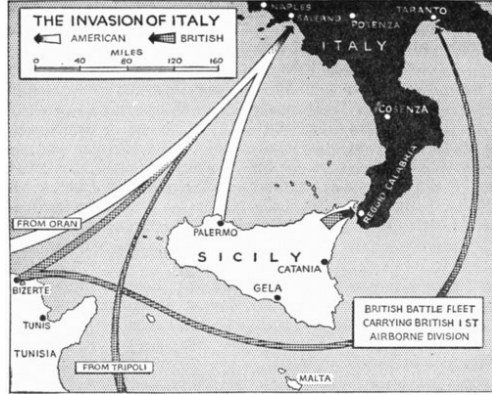 THE INVASION OF ITALY
AMERICAN BRITISH
MILES
0 40 80 120 160
NAPLES
SALERNO
POTENZA
TARANTO
ITALY
COSENZA
REGGIO CALABRIA
FROM ORAN
PALERMO
SICILY
CATANIA
GELA
BIZERTE
TUNIS
TUNISIA
FROM TRIPOLI
MALTA
BRITISH BATTLE FLEET
CARRYING BRITISH 1ST
AIRBORNE DIVISION